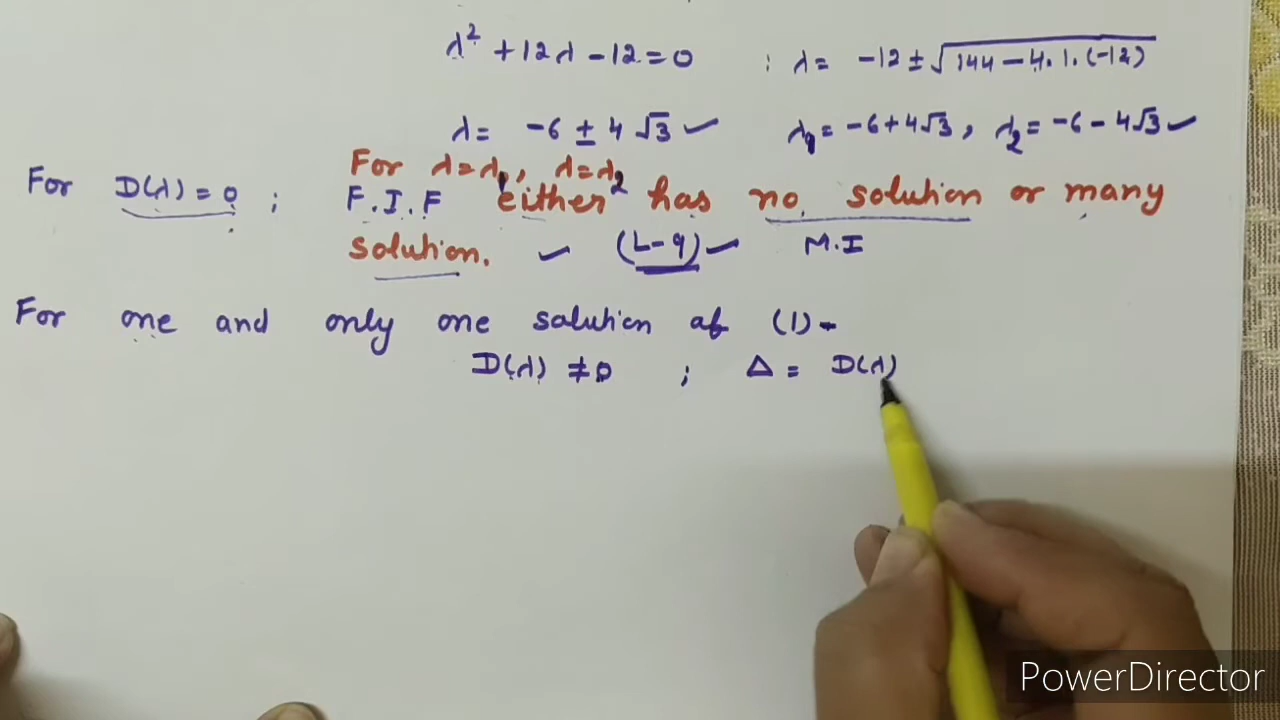 λ² + 12λ - 12 = 0 : λ = -12 ± √144 - 4.1.(-12)
λ = -6 ± 4√3 ✓ λ1 = -6+4√3, λ2 = -6-4√3 ✓
For λ=λ1, λ=λ2
For D(λ) = 0 ; F.I.F either has no solution or many
solution. ✓ (L-9) ✓ M.I
For one and only one solution of (1)-
D(λ) ≠ 0 ; Δ = D(λ)
PowerDirector